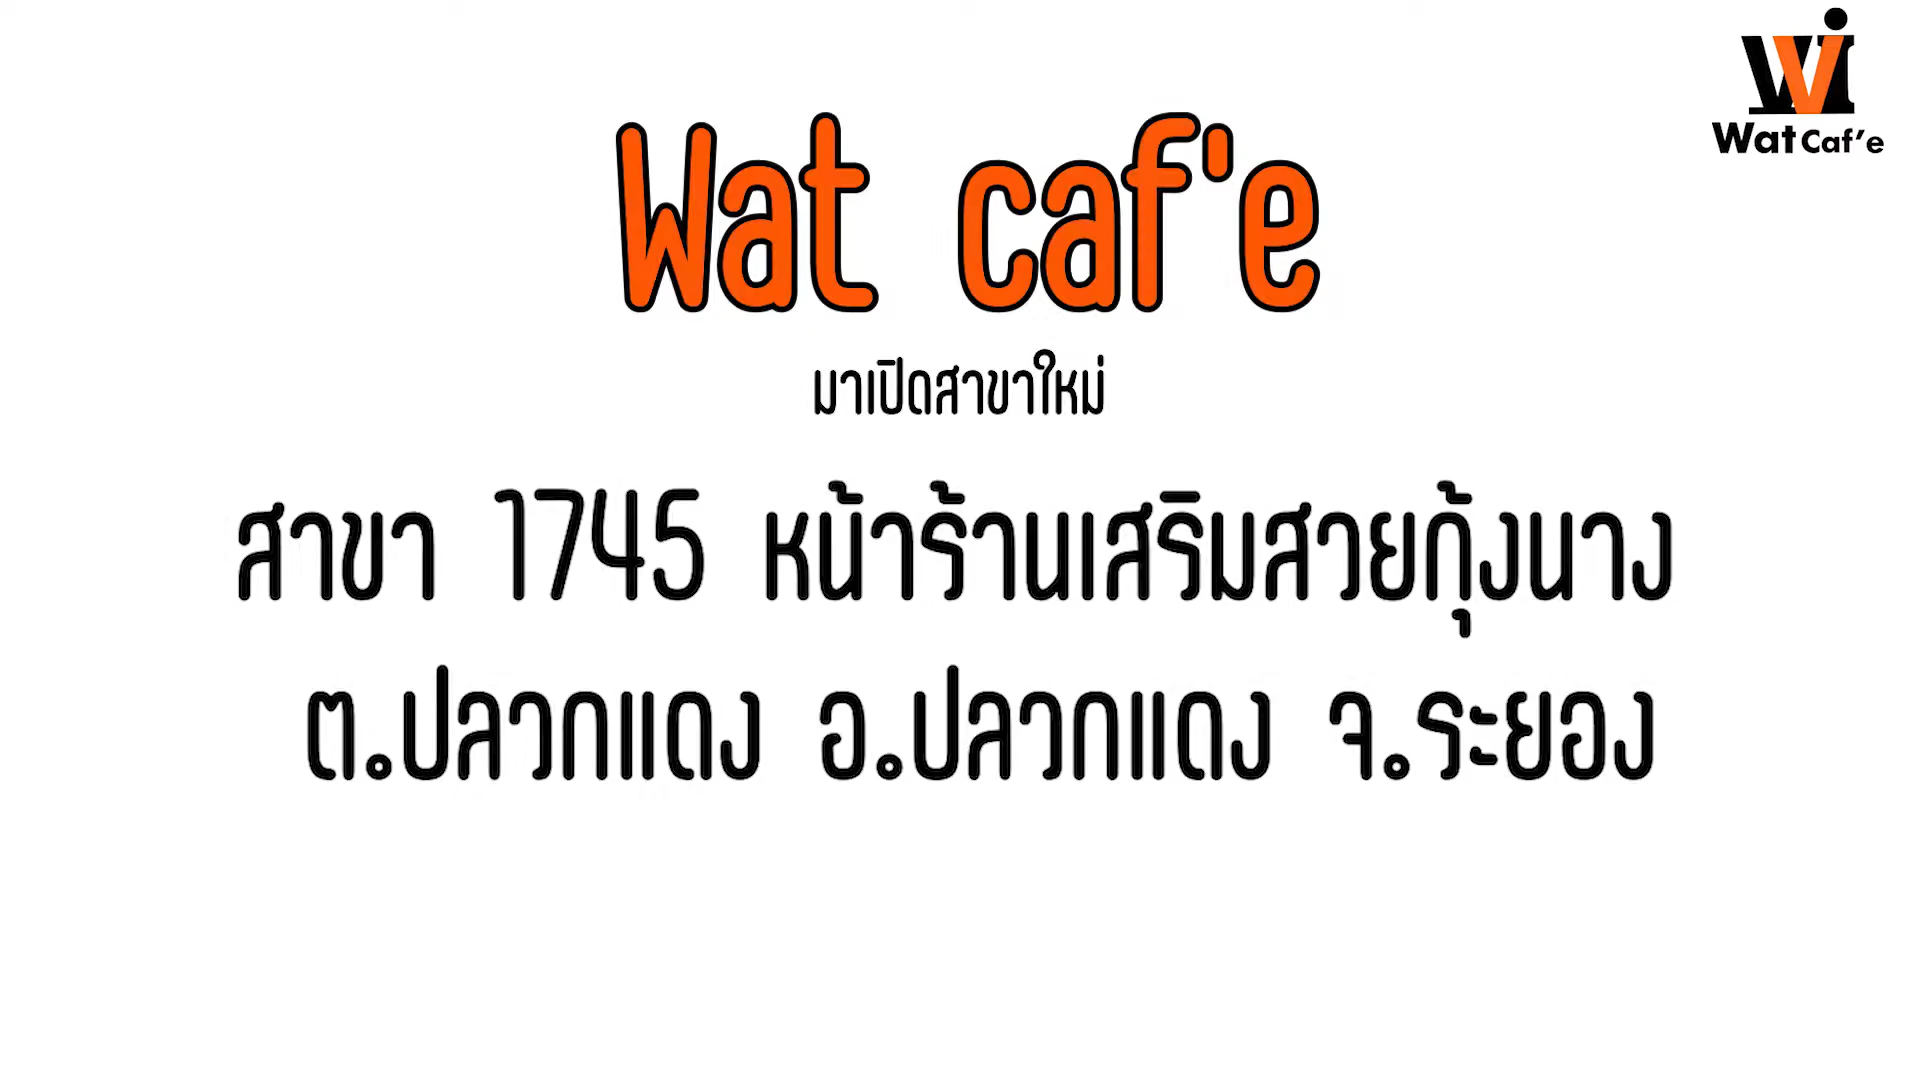 Wat Caf'e
Wat caf'e
มาเปิดสาขาใหม่
สาขา 1745 หน้าร้านเสริมสวยกุ้งนาง
ต.ปลวกแดง อ.ปลวกแดง จ.ระยอง